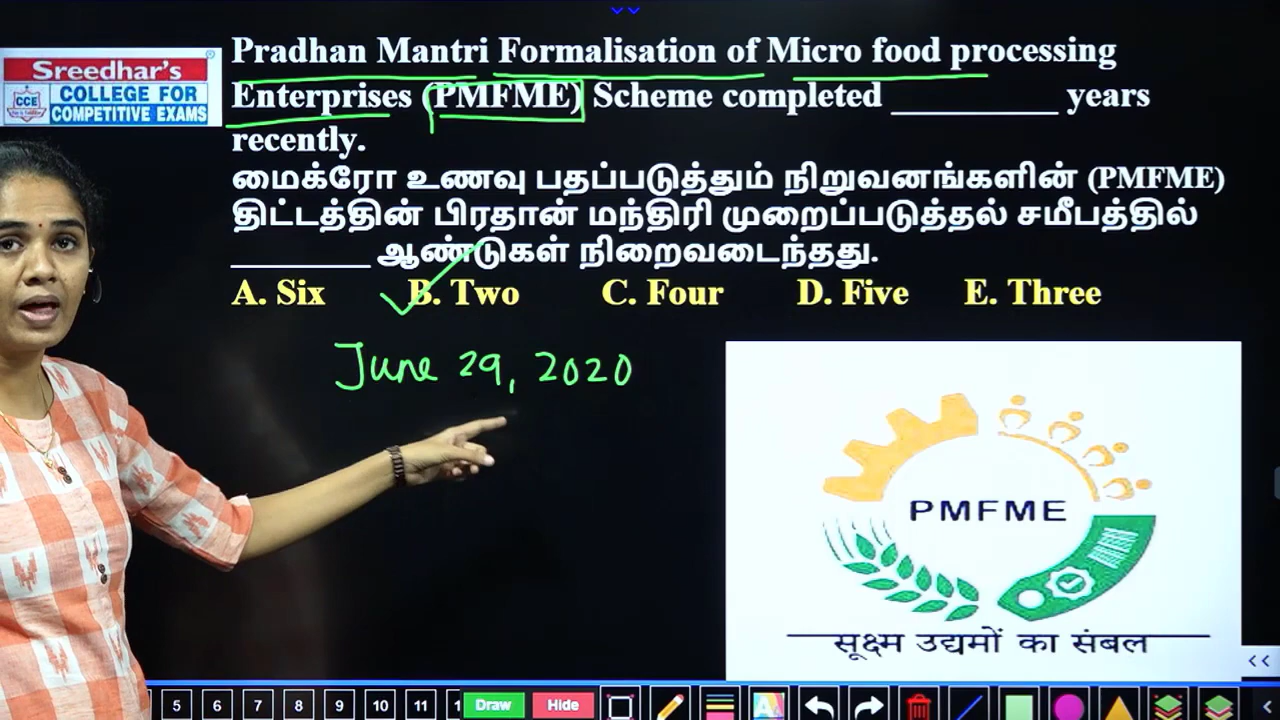 Sreedhar's
CCE
COLLEGE FOR
COMPETITIVE EXAMS
Pradhan Mantri Formalisation of Micro food processing
Enterprises (PMFME) Scheme completed __________ years
recently.
மைக்ரோ உணவு பதப்படுத்தும் நிறுவனங்களின் (PMFME)
திட்டத்தின் பிரதான் மந்திரி முறைப்படுத்தல் சமீபத்தில்
________ ஆண்டுகள் நிறைவடைந்தது.
A. Six B. Two C. Four D. Five E. Three
June 29, 2020
PMFME
सूक्ष्म उद्यमों का संबल
<<
5 6 7 8 9 10 11 Draw Hide A <